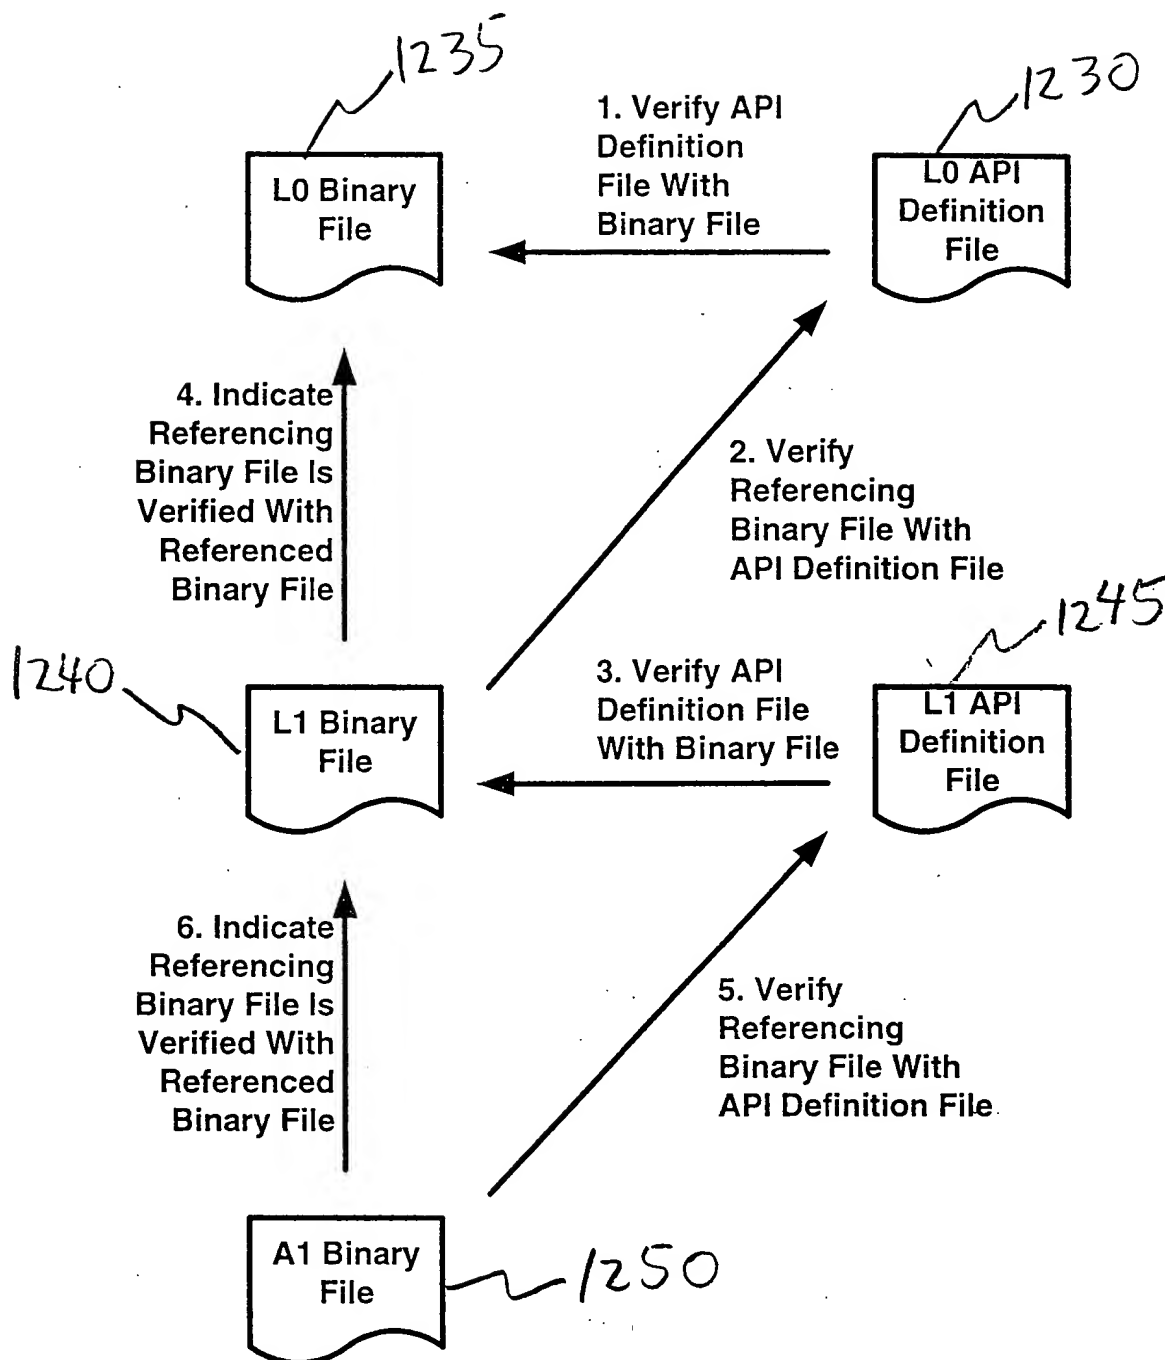 1235
1230
1. Verify API
Definition
File With
Binary File
L0 Binary
File
L0 API
Definition
File
4. Indicate
Referencing
Binary File Is
Verified With
Referenced
Binary File
2. Verify
Referencing
Binary File With
API Definition File
1245
1240
3. Verify API
Definition File
With Binary File
L1 Binary
File
L1 API
Definition
File
6. Indicate
Referencing
Binary File Is
Verified With
Referenced
Binary File
5. Verify
Referencing
Binary File With
API Definition File
A1 Binary
File
1250